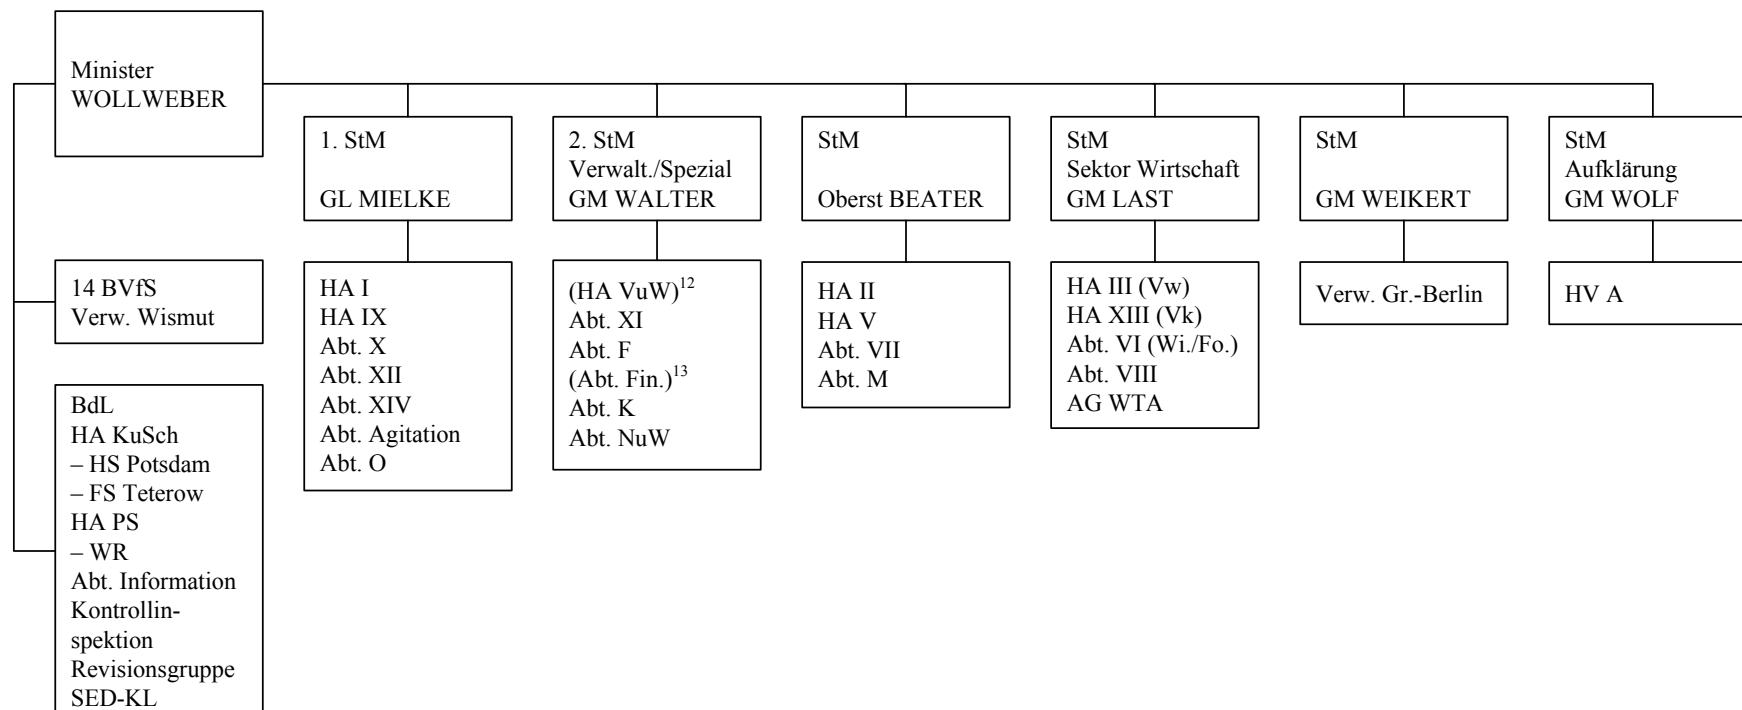 Minister
WOLLWEBER
1. StM
GL MIELKE
2. StM
Verwalt./Spezial
GM WALTER
StM
Oberst BEATER
StM
Sektor Wirtschaft
GM LAST
StM
GM WEIKERT
StM
Aufklärung
GM WOLF
14 BVfS
Verw. Wismut
HA I
HA IX
Abt. X
Abt. XII
Abt. XIV
Abt. Agitation
Abt. O
(HA VuW)¹²
Abt. XI
Abt. F
(Abt. Fin.)¹³
Abt. K
Abt. NuW
HA II
HA V
Abt. VII
Abt. M
HA III (Vw)
HA XIII (Vk)
Abt. VI (Wi./Fo.)
Abt. VIII
AG WTA
Verw. Gr.-Berlin
HV A
BdL
HA KuSch
– HS Potsdam
– FS Teterow
HA PS
– WR
Abt. Information
Kontrollin-
spektion
Revisionsgruppe
SED-KL